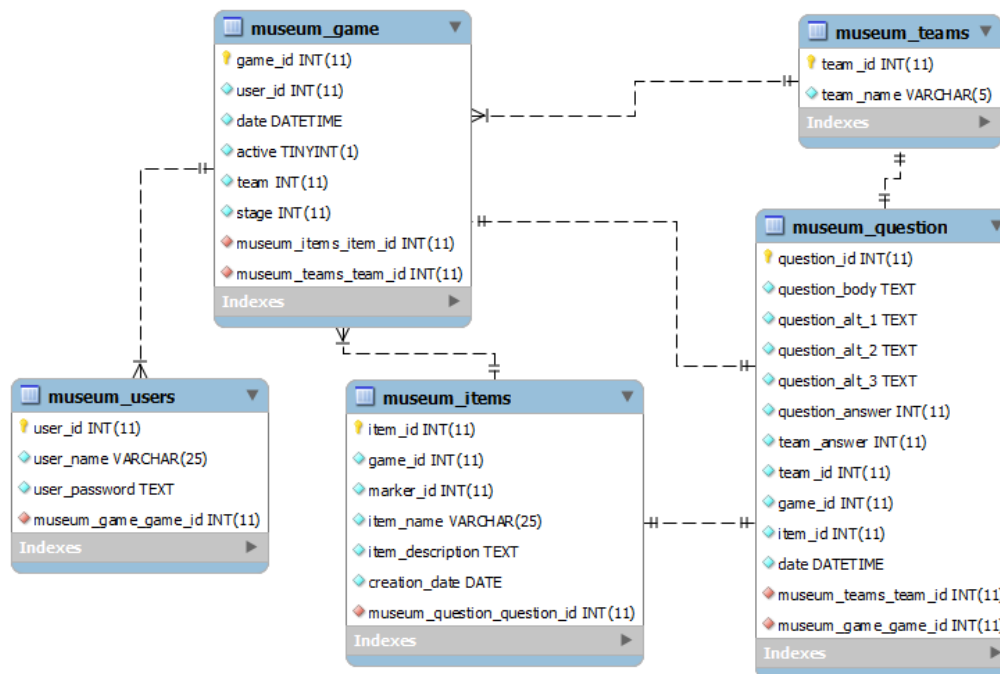 museum_game
game_id INT(11)
user_id INT(11)
date DATETIME
active TINYINT(1)
team INT(11)
stage INT(11)
museum_items_item_id INT(11)
museum_teams_team_id INT(11)
Indexes
museum_teams
team_id INT(11)
team_name VARCHAR(5)
Indexes
museum_question
question_id INT(11)
question_body TEXT
question_alt_1 TEXT
question_alt_2 TEXT
question_alt_3 TEXT
question_answer INT(11)
team_answer INT(11)
team_id INT(11)
game_id INT(11)
item_id INT(11)
date DATETIME
museum_teams_team_id INT(11)
museum_game_game_id INT(11)
Indexes
museum_users
user_id INT(11)
user_name VARCHAR(25)
user_password TEXT
museum_game_game_id INT(11)
Indexes
museum_items
item_id INT(11)
game_id INT(11)
marker_id INT(11)
item_name VARCHAR(25)
item_description TEXT
creation_date DATE
museum_question_question_id INT(11)
Indexes